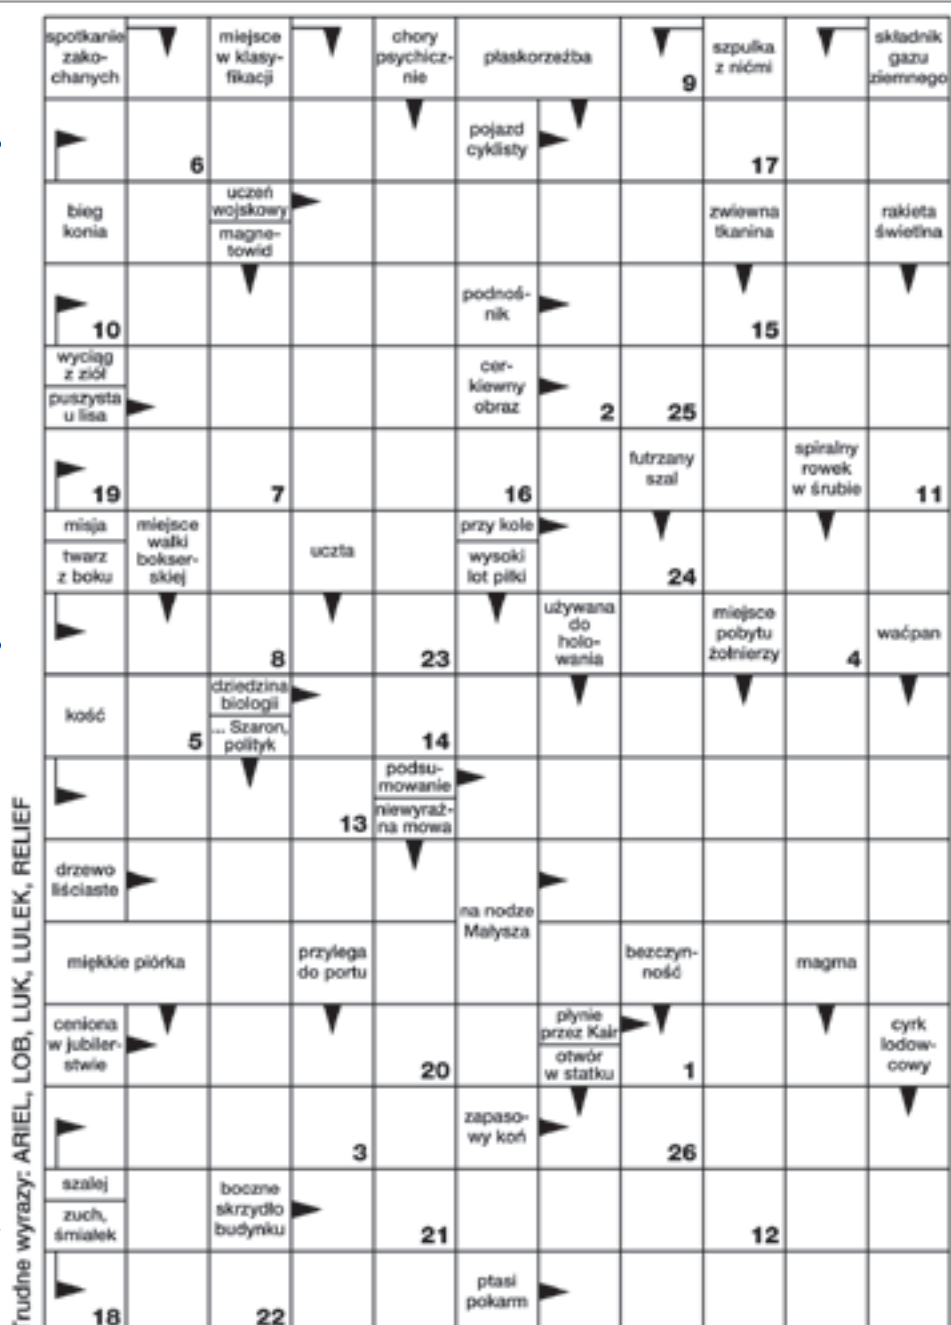 spotkanie
zako-
chanych
miejsce
w klasy-
fikacji
chory
psychicz-
nie
płaskorzeźba
9
szpulka
z nićmi
składnik
gazu
ziemnego
6
pojazd
cyklisty
17
bieg
konia
uczeń
wojskowy
magne-
towid
zwiewna
tkanina
rakieta
świetlna
10
podnoś-
nik
15
wyciąg
z ziół
puszysta
u lisa
cer-
kiewny
obraz
2
25
19
7
16
futrzany
szal
spiralny
rowek
w śrubie
11
misja
twarz
z boku
miejsce
walki
bokser-
skiej
uczta
przy kole
wysoki
lot piłki
24
8
23
używana
do
holo-
wania
miejsce
pobytu
żołnierzy
4
waćpan
kość
5
dziedzina
biologii
... Szaron,
polityk
14
13
podsu-
mowanie
niewyraź-
na mowa
drzewo
liściaste
na nodze
Małysza
miękkie piórka
przylega
do portu
bezczyn-
ność
magma
ceniona
w jubiler-
stwie
20
płynie
przez Kair
otwór
w statku
1
cyrk
lodow-
cowy
3
zapaso-
wy koń
26
szalej
zuch,
śmiałek
boczne
skrzydło
budynku
21
12
18
22
ptasi
pokarm
Trudne wyrazy: ARIEL, LOB, LUK, LULEK, RELIEF